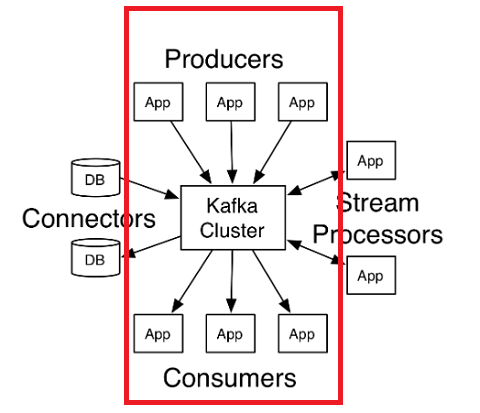 Producers
App App App
DB
App
Kafka
Cluster
Connectors
Stream
Processors
DB
App
App App App
Consumers